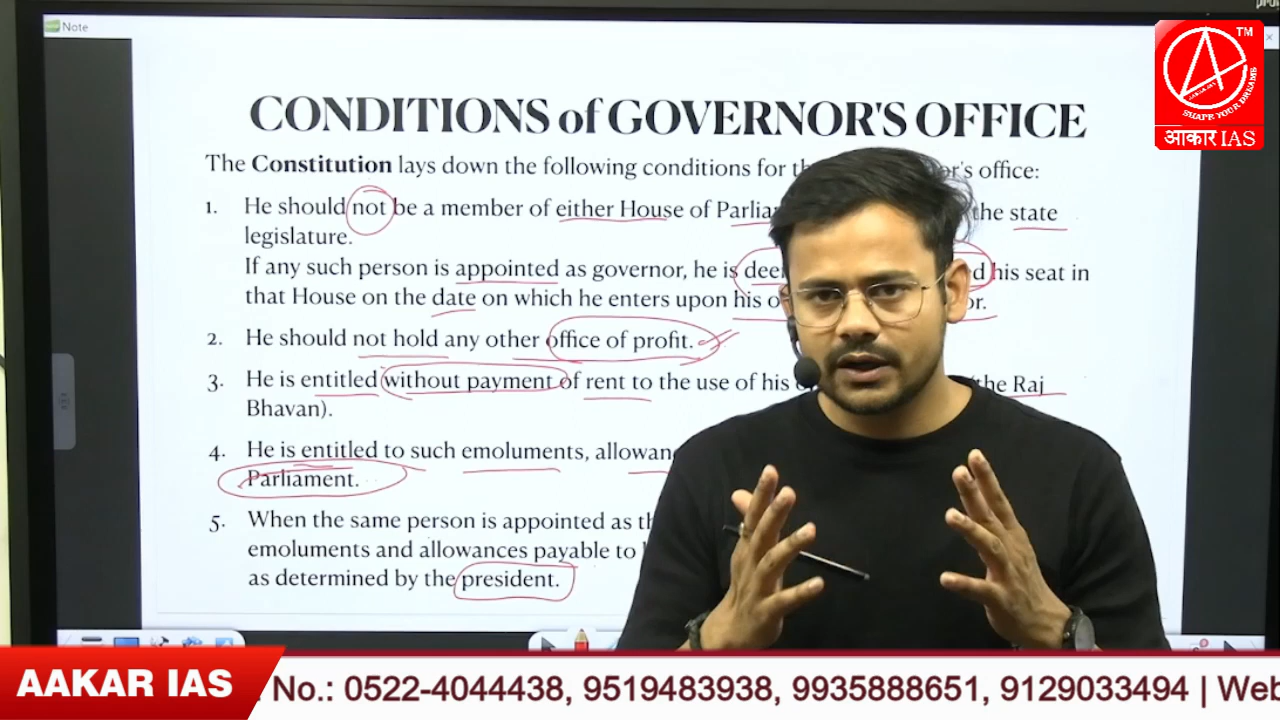 Note
TM
SHAPE YOUR DREAMS
आकार IAS
CONDITIONS of GOVERNOR'S OFFICE
The Constitution lays down the following conditions for office:
1. He should not be a member of either House of the state
legislature.
If any such person is appointed as governor, he is his seat in
that House on the date on which he enters upon his
2. He should not hold any other office of profit.
3. He is entitled without payment of rent to the use of his (the Raj
Bhavan).
4. He is entitled to such emoluments,
Parliament.
5. When the same person is appointed as
emoluments and allowances payable to
as determined by the president.
AAKAR IAS No.: 0522-4044438, 9519483938, 9935888651, 9129033494 | Web